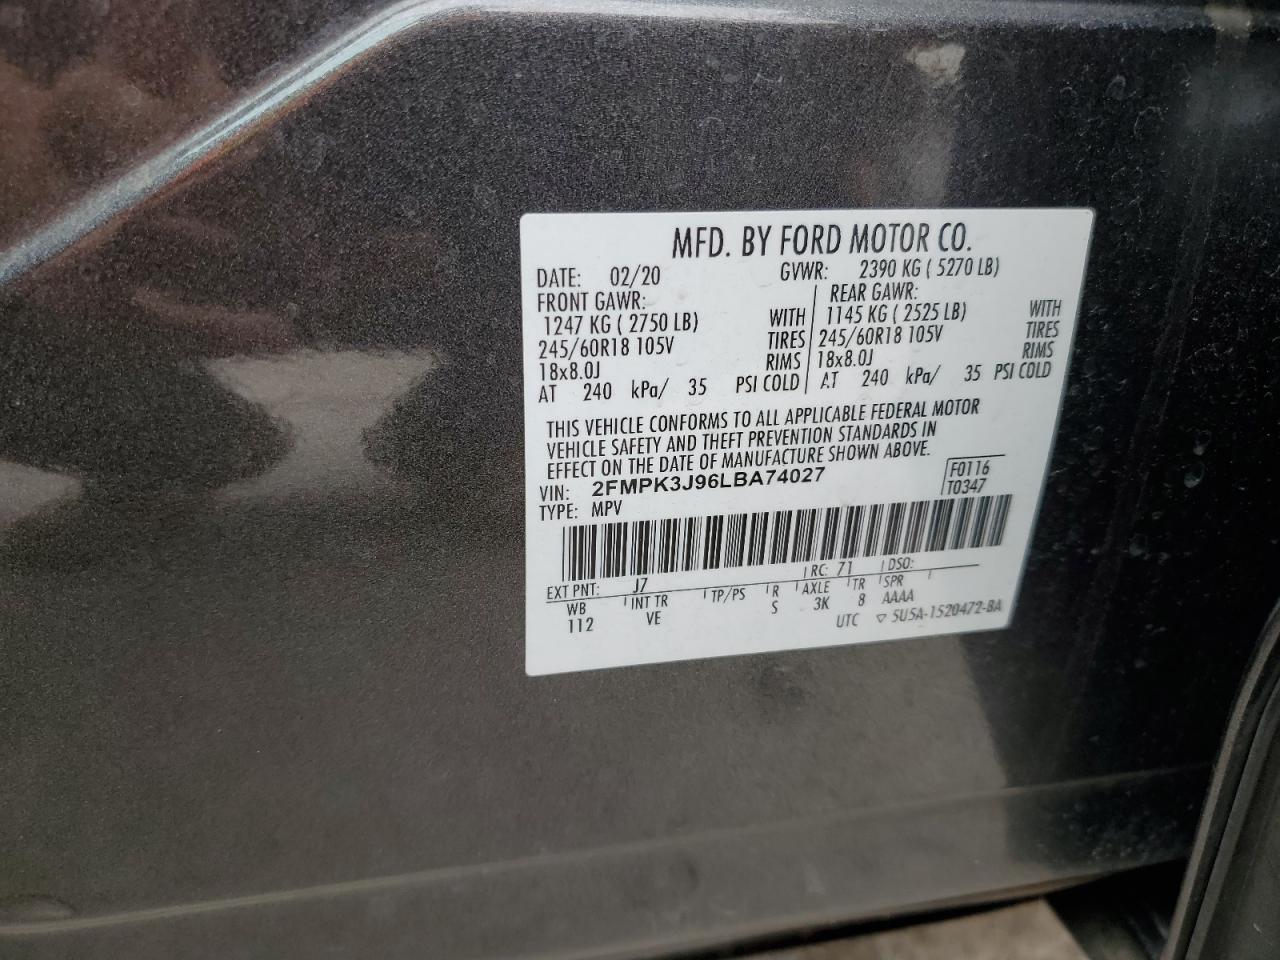 MFD. BY FORD MOTOR CO.
DATE: 02/20 GVWR: 2390 KG ( 5270 LB)
FRONT GAWR: REAR GAWR:
1247 KG ( 2750 LB) WITH 1145 KG ( 2525 LB) WITH
245/60R18 105V TIRES 245/60R18 105V TIRES
18x8.0J RIMS 18x8.0J RIMS
AT 240 kPa/ 35 PSI COLD AT 240 kPa/ 35 PSI COLD
THIS VEHICLE CONFORMS TO ALL APPLICABLE FEDERAL MOTOR
VEHICLE SAFETY AND THEFT PREVENTION STANDARDS IN
EFFECT ON THE DATE OF MANUFACTURE SHOWN ABOVE.
VIN: 2FMPK3J96LBA74027 F0116
TYPE: MPV T0347
EXT PNT: J7 RC: 71 DSO:
WB INT TR TP/PS R AXLE TR SPR
112 VE S 3K 8 AAAA
UTC ▽ 5U5A-1520472-BA